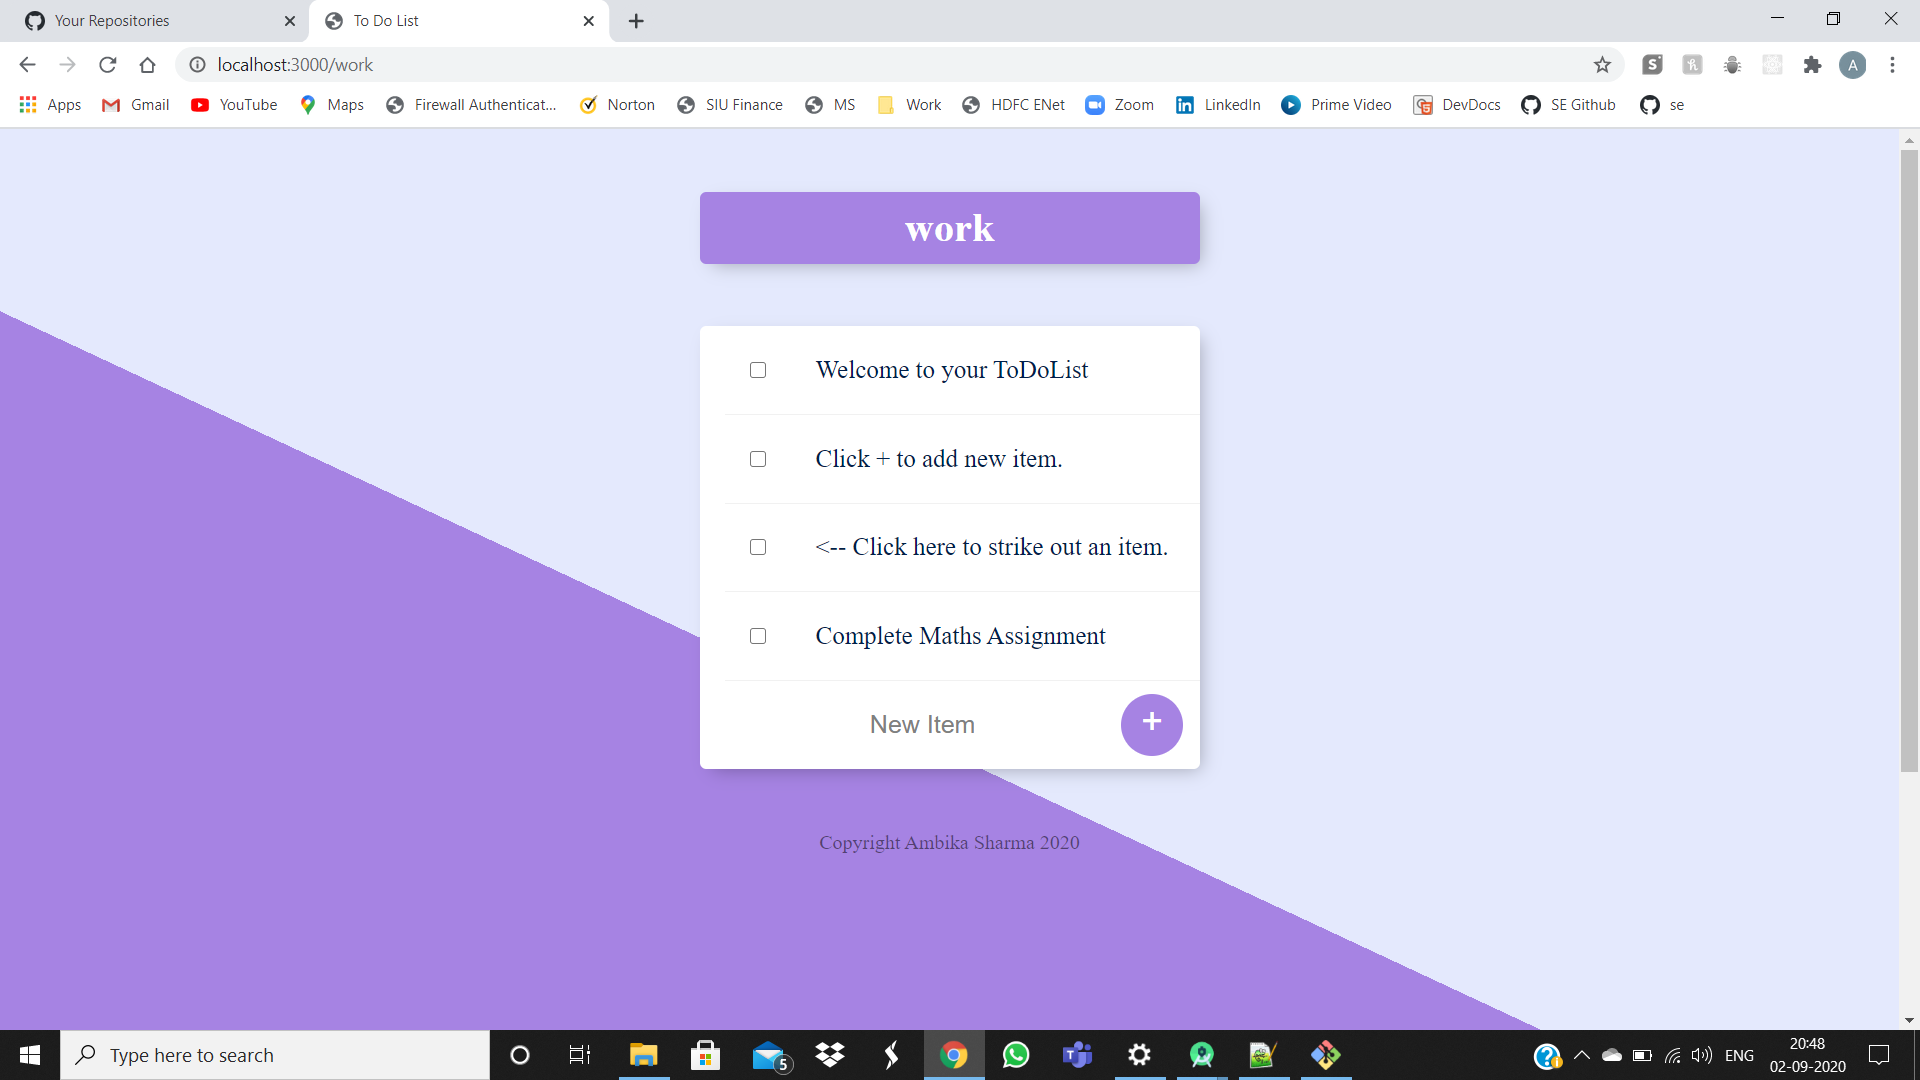 Your Repositories
To Do List
localhost:3000/work
A
Apps Gmail YouTube Maps Firewall Authenticat... Norton SIU Finance MS Work HDFC ENet Zoom LinkedIn Prime Video DevDocs SE Github se
work
Welcome to your ToDoList
Click + to add new item.
<-- Click here to strike out an item.
Complete Maths Assignment
New Item
+
Copyright Ambika Sharma 2020
Type here to search
5
ENG
20:48
02-09-2020